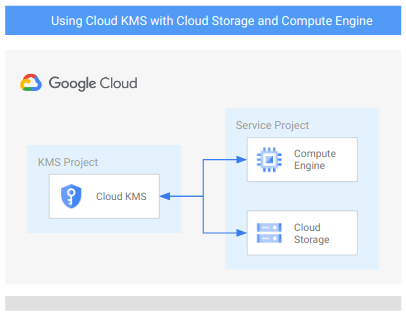 Using Cloud KMS with Cloud Storage and Compute Engine
Google Cloud
Service Project
Compute
Engine
KMS Project
Cloud KMS
Cloud
Storage